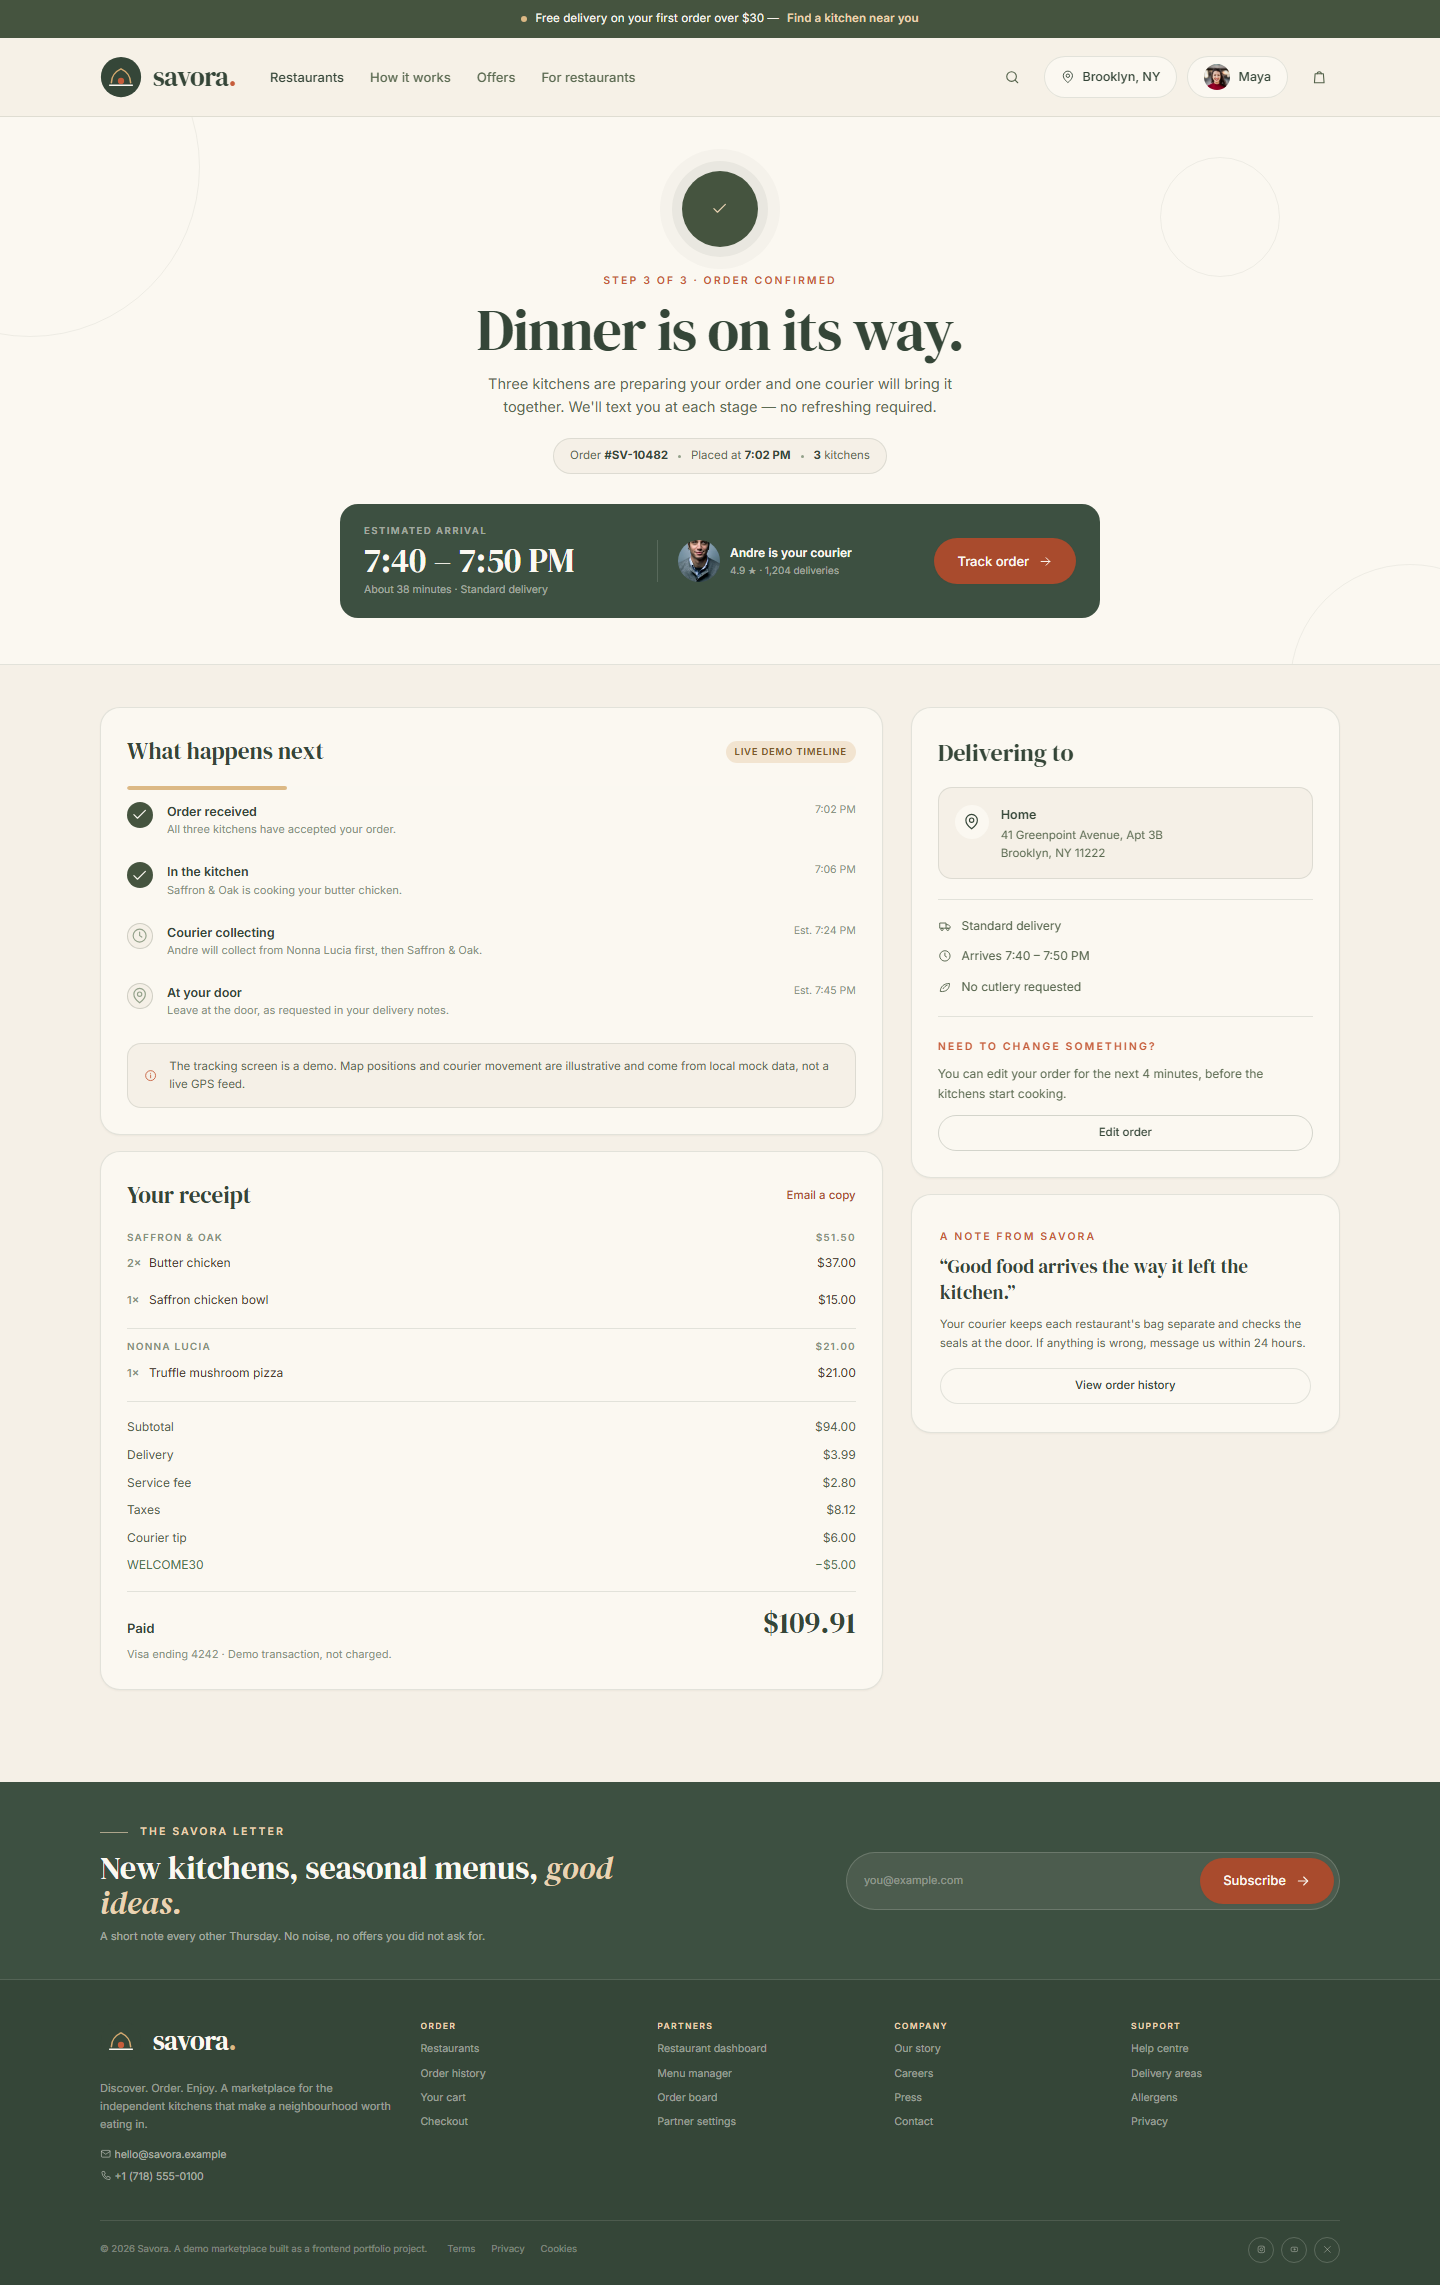 Free delivery on your first order over $30 — Find a kitchen near you
savora.
Restaurants How it works Offers For restaurants
Brooklyn, NY
Maya
STEP 3 OF 3 · ORDER CONFIRMED
Dinner is on its way.
Three kitchens are preparing your order and one courier will bring it
together. We'll text you at each stage — no refreshing required.
Order #SV-10482 • Placed at 7:02 PM • 3 kitchens
ESTIMATED ARRIVAL
7:40 – 7:50 PM
About 38 minutes · Standard delivery
Andre is your courier
4.9 ★ · 1,204 deliveries
Track order →
What happens next
LIVE DEMO TIMELINE
Order received
7:02 PM
All three kitchens have accepted your order.
In the kitchen
7:06 PM
Saffron & Oak is cooking your butter chicken.
Courier collecting
Est. 7:24 PM
Andre will collect from Nonna Lucia first, then Saffron & Oak.
At your door
Est. 7:45 PM
Leave at the door, as requested in your delivery notes.
The tracking screen is a demo. Map positions and courier movement are illustrative and come from local mock data, not a
live GPS feed.
Your receipt
Email a copy
SAFFRON & OAK $51.50
2× Butter chicken $37.00
1× Saffron chicken bowl $15.00
NONNA LUCIA $21.00
1× Truffle mushroom pizza $21.00
Subtotal $94.00
Delivery $3.99
Service fee $2.80
Taxes $8.12
Courier tip $6.00
WELCOME30 −$5.00
Paid $109.91
Visa ending 4242 · Demo transaction, not charged.
Delivering to
Home
41 Greenpoint Avenue, Apt 3B
Brooklyn, NY 11222
Standard delivery
Arrives 7:40 – 7:50 PM
No cutlery requested
NEED TO CHANGE SOMETHING?
You can edit your order for the next 4 minutes, before the
kitchens start cooking.
Edit order
A NOTE FROM SAVORA
“Good food arrives the way it left the
kitchen.”
Your courier keeps each restaurant's bag separate and checks the
seals at the door. If anything is wrong, message us within 24 hours.
View order history
THE SAVORA LETTER
New kitchens, seasonal menus, good
ideas.
A short note every other Thursday. No noise, no offers you did not ask for.
you@example.com
Subscribe →
savora.
Discover. Order. Enjoy. A marketplace for the
independent kitchens that make a neighbourhood worth
eating in.
hello@savora.example
+1 (718) 555-0100
ORDER
Restaurants
Order history
Your cart
Checkout
PARTNERS
Restaurant dashboard
Menu manager
Order board
Partner settings
COMPANY
Our story
Careers
Press
Contact
SUPPORT
Help centre
Delivery areas
Allergens
Privacy
© 2026 Savora. A demo marketplace built as a frontend portfolio project. Terms Privacy Cookies